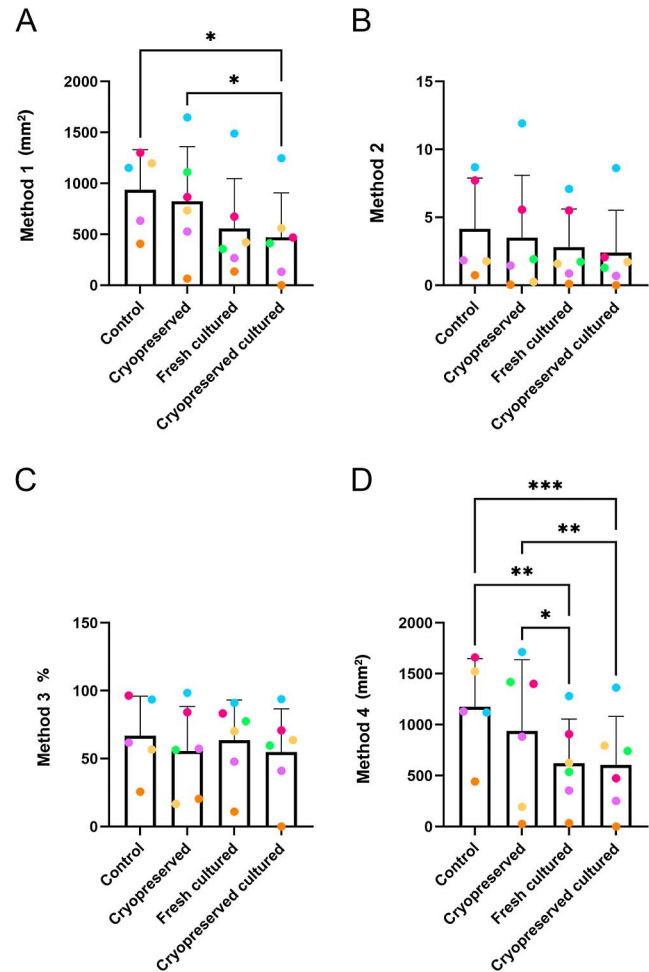 A
*
*
2000
1500
1000
500
0
Method 1 (mm²)
Control
Cryopreserved
Fresh cultured
Cryopreserved cultured
B
15
10
5
0
Method 2
Control
Cryopreserved
Fresh cultured
Cryopreserved cultured
C
150
100
50
0
Method 3 %
Control
Cryopreserved
Fresh cultured
Cryopreserved cultured
D
***
**
**
*
2000
1500
1000
500
0
Method 4 (mm²)
Control
Cryopreserved
Fresh cultured
Cryopreserved cultured